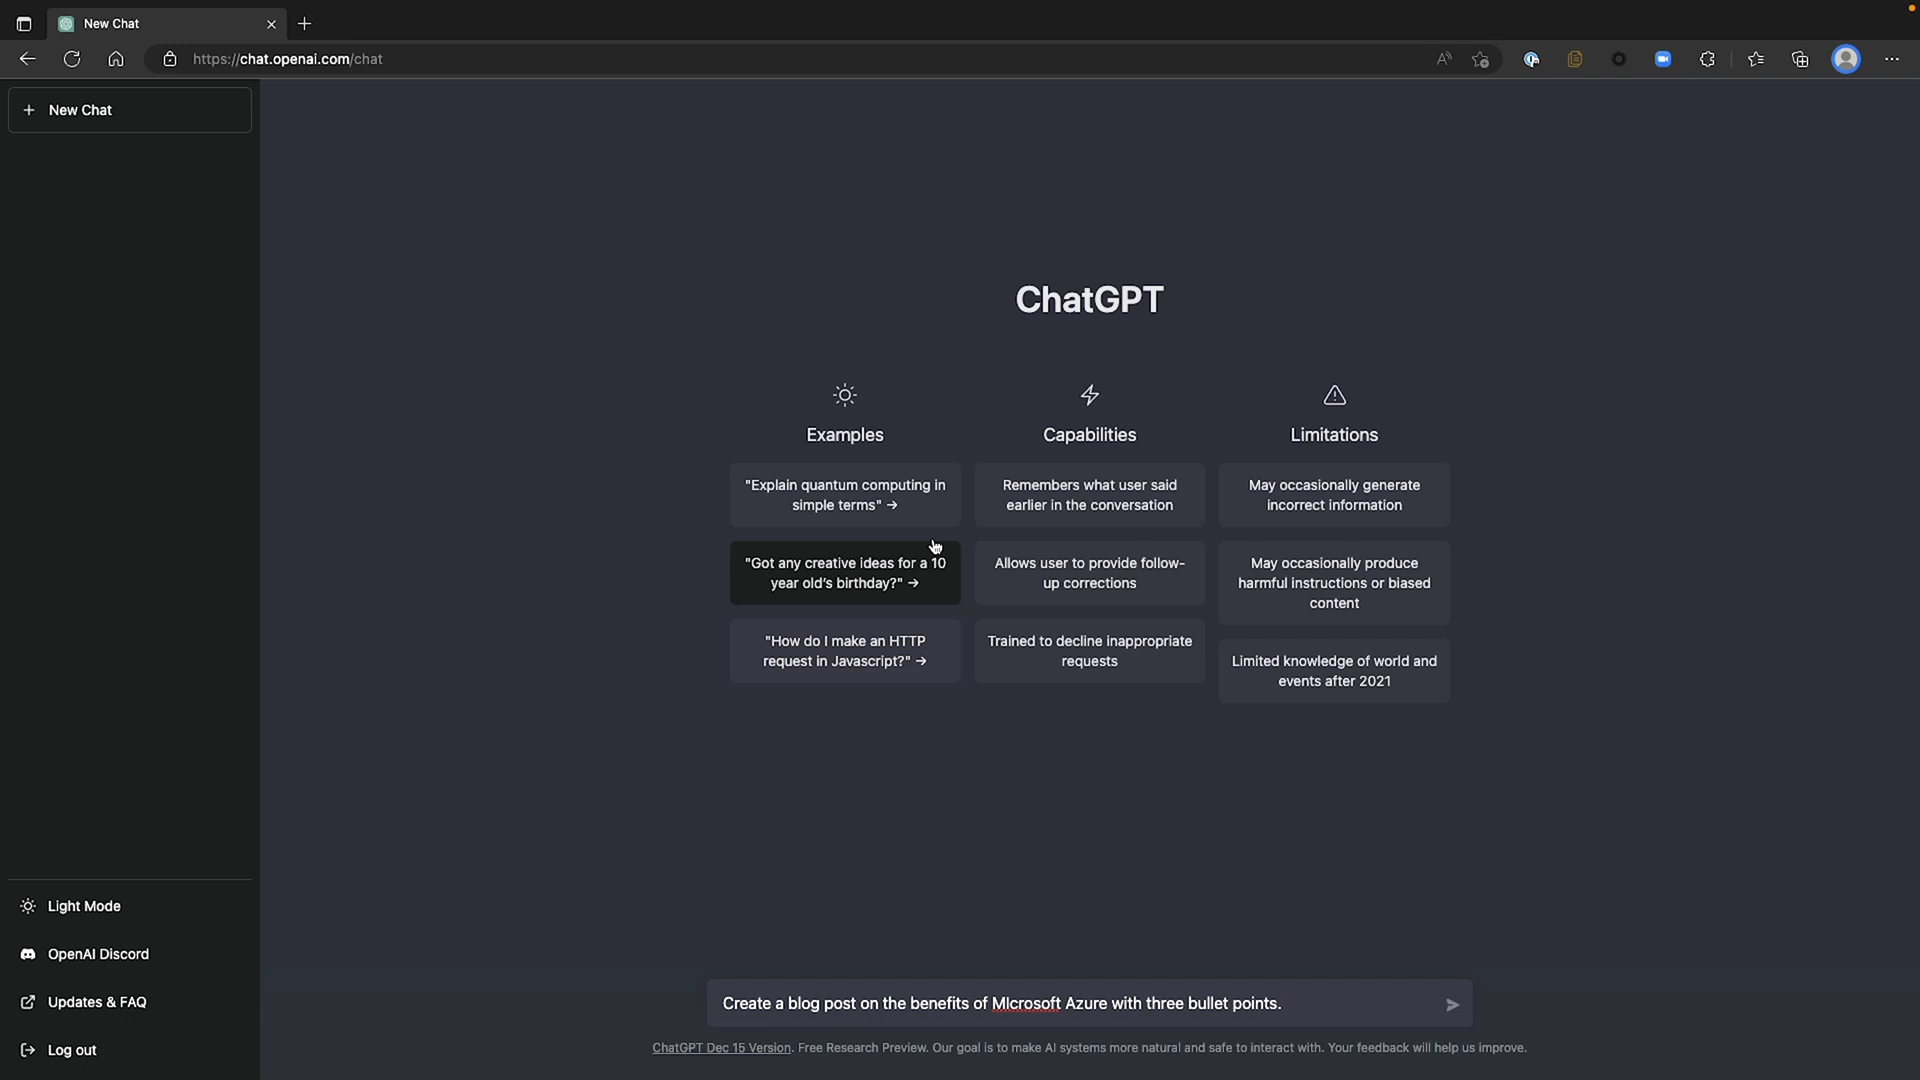 New Chat
https://chat.openai.com/chat
New Chat
ChatGPT
Examples
"Explain quantum computing in
simple terms" →
"Got any creative ideas for a 10
year old's birthday?" →
"How do I make an HTTP
request in Javascript?" →
Capabilities
Remembers what user said
earlier in the conversation
Allows user to provide follow-
up corrections
Trained to decline inappropriate
requests
Limitations
May occasionally generate
incorrect information
May occasionally produce
harmful instructions or biased
content
Limited knowledge of world and
events after 2021
Light Mode
OpenAI Discord
Updates & FAQ
Log out
Create a blog post on the benefits of MIcrosoft Azure with three bullet points.
ChatGPT Dec 15 Version. Free Research Preview. Our goal is to make AI systems more natural and safe to interact with. Your feedback will help us improve.